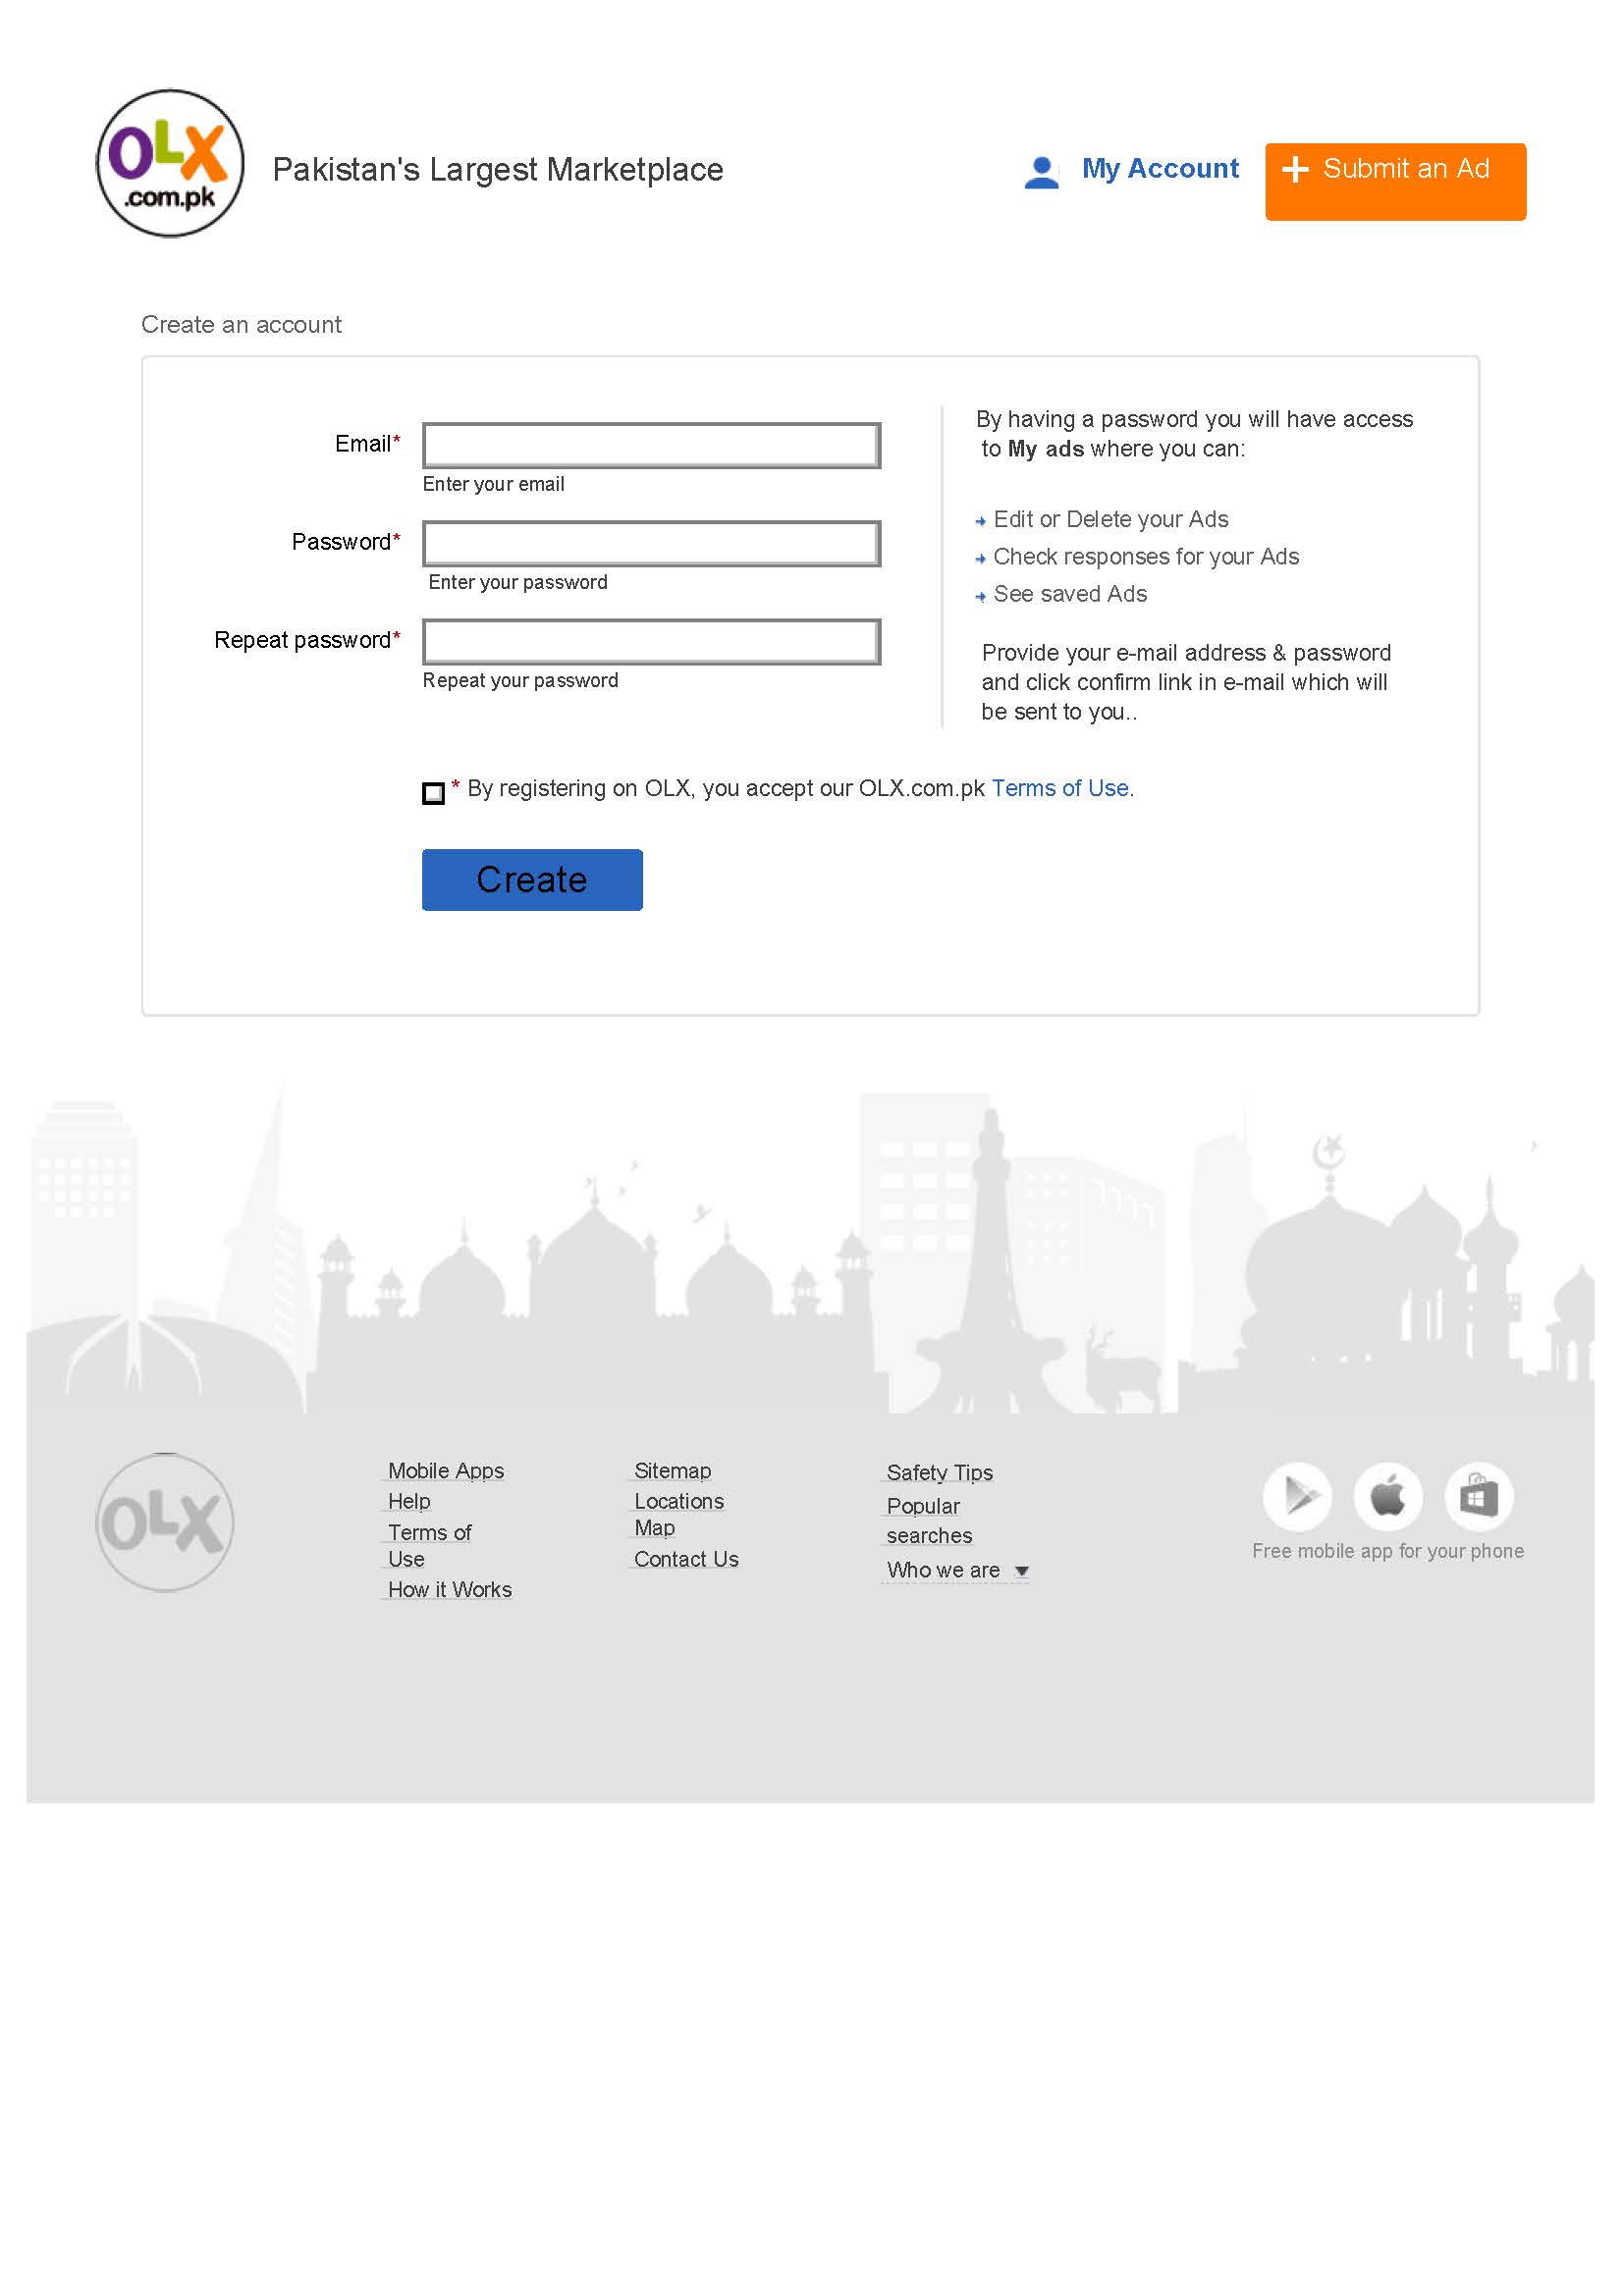 OLX
.com.pk
Pakistan's Largest Marketplace
My Account
Submit an Ad
Create an account
Email*
Enter your email
Password*
Enter your password
Repeat password*
Repeat your password
By having a password you will have access
to My ads where you can:
Edit or Delete your Ads
Check responses for your Ads
See saved Ads
Provide your e-mail address & password
and click confirm link in e-mail which will
be sent to you..
* By registering on OLX, you accept our OLX.com.pk Terms of Use.
Create
OLX
Mobile Apps
Help
Terms of
Use
How it Works
Sitemap
Locations
Map
Contact Us
Safety Tips
Popular
searches
Who we are
Free mobile app for your phone